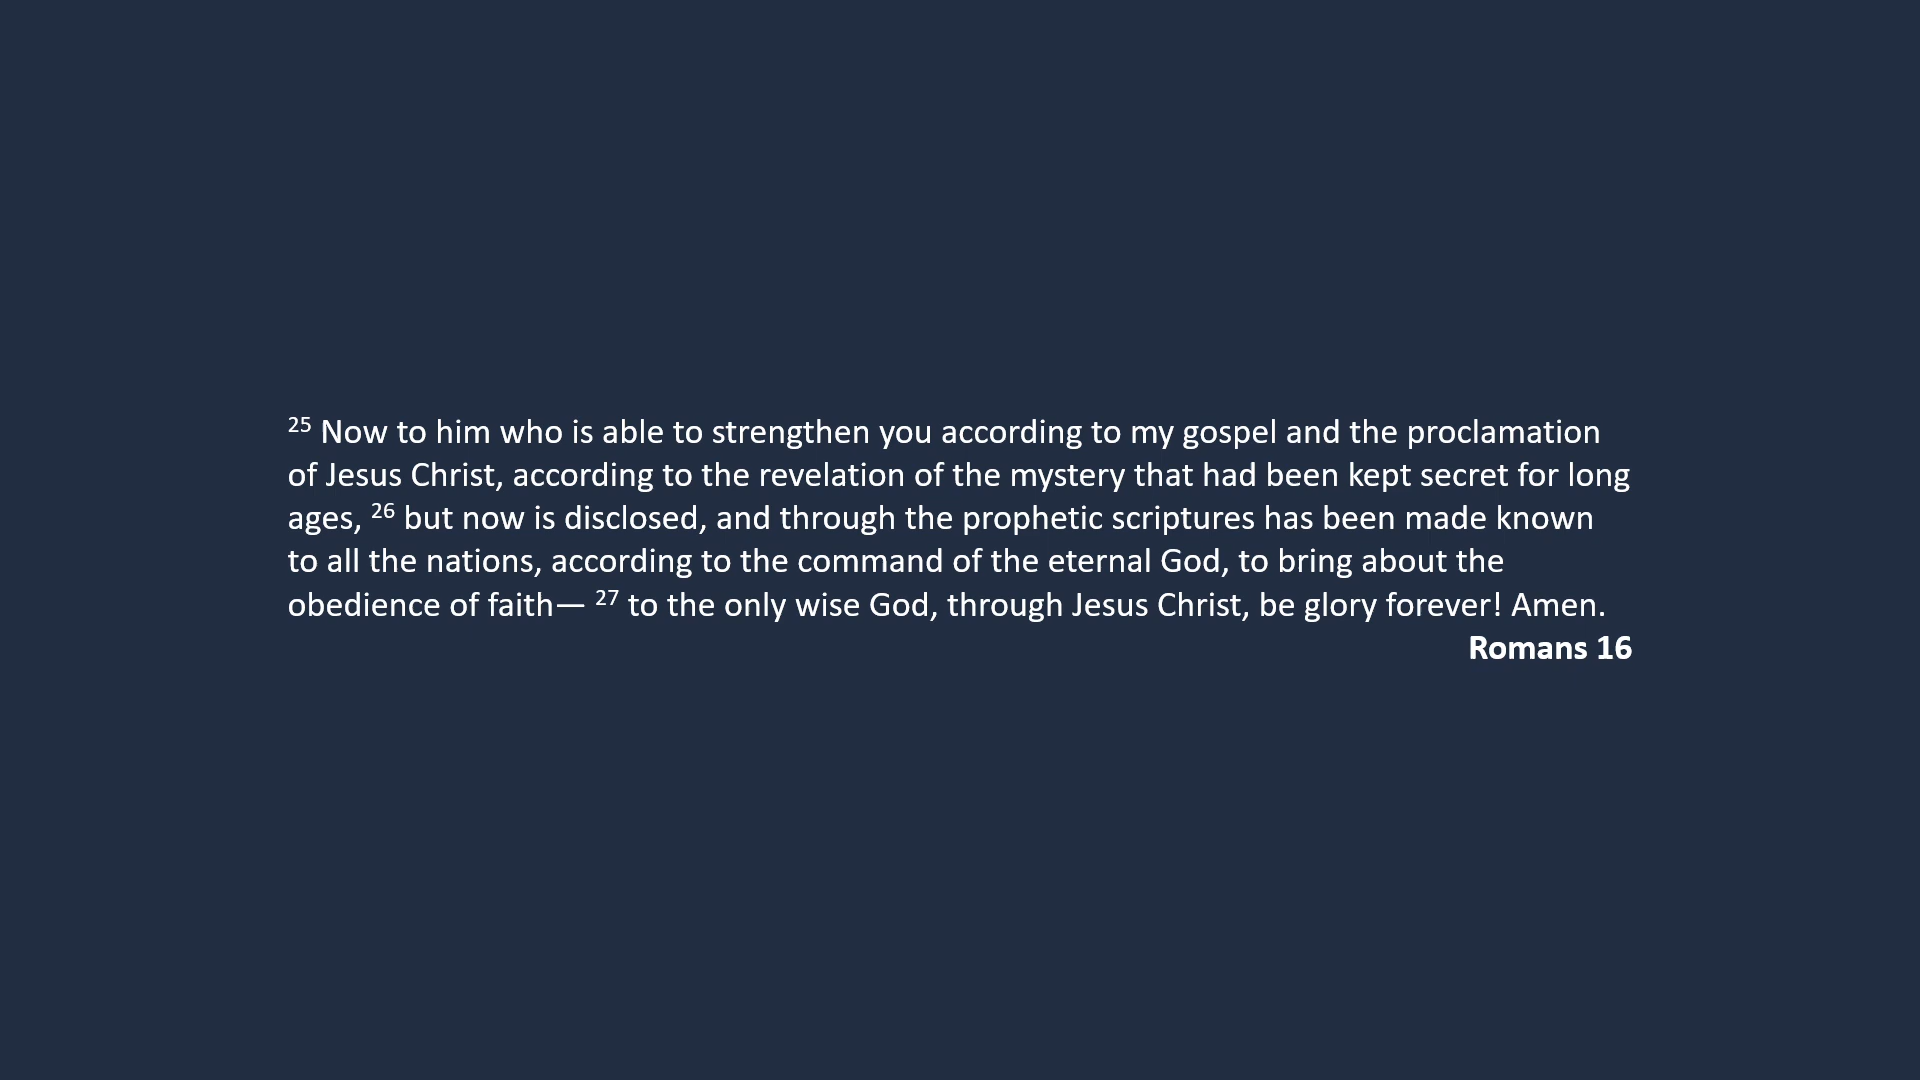 25 Now to him who is able to strengthen you according to my gospel and the proclamation
of Jesus Christ, according to the revelation of the mystery that had been kept secret for long
ages, 26 but now is disclosed, and through the prophetic scriptures has been made known
to all the nations, according to the command of the eternal God, to bring about the
obedience of faith— 27 to the only wise God, through Jesus Christ, be glory forever! Amen.
Romans 16